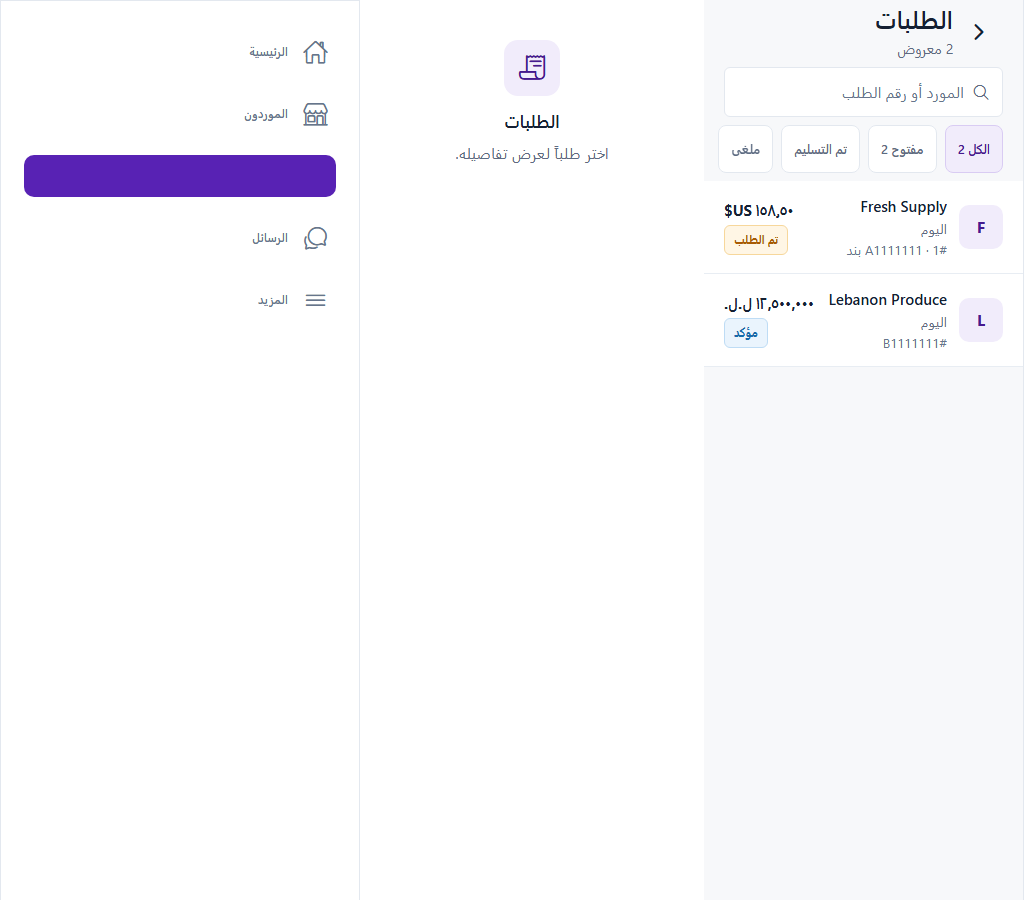 الطلبات
2 معروض
المورد أو رقم الطلب
الكل 2
مفتوح 2
تم التسليم
ملغى
F
Fresh Supply
اليوم
#A1111111 · 1 بند
١٥٨٫٥٠ US$
تم الطلب
L
Lebanon Produce
اليوم
#B1111111
١٢٬٥٠٠٬٠٠٠ ل.ل.
مؤكد
الطلبات
اختر طلباً لعرض تفاصيله.
الرئيسية
الموردون
الرسائل
المزيد